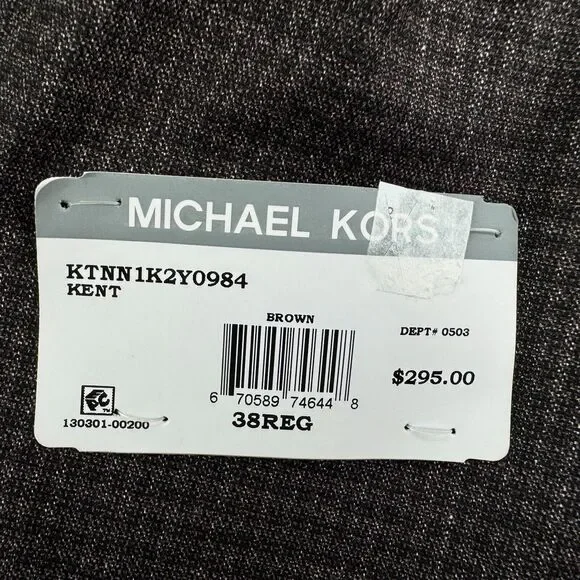 MICHAEL KORS
KTNN1K2Y0984
KENT
BROWN
DEPT# 0503
6 70589 74644 8
$295.00
130301-00200
38REG